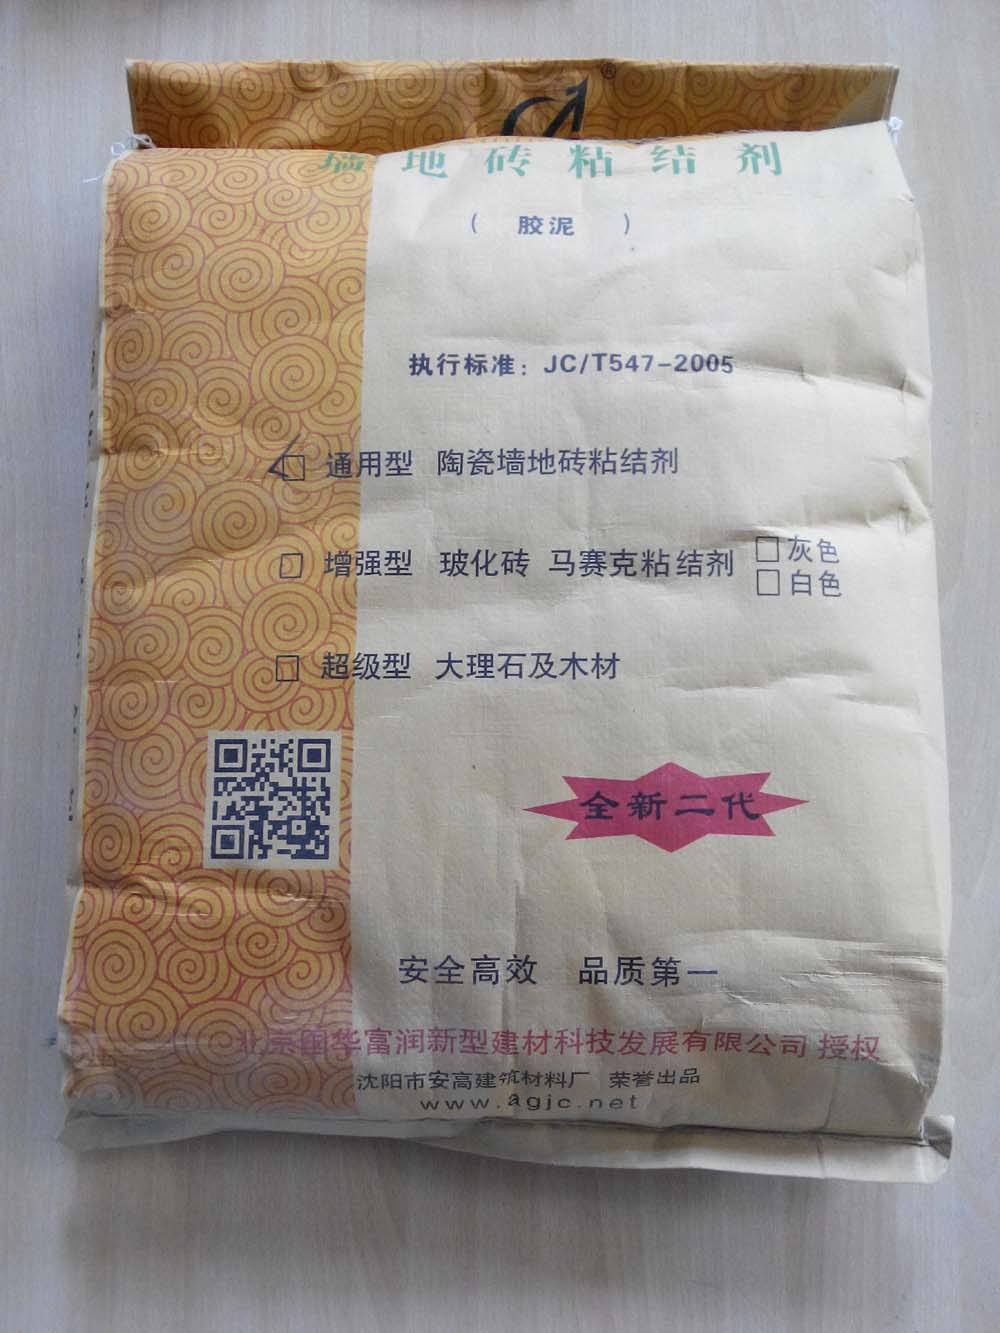 ®
墙地砖粘结剂
（胶泥）
执行标准：JC/T547-2005
□ 通用型 陶瓷墙地砖粘结剂
□ 增强型 玻化砖 马赛克粘结剂 □灰色
□白色
□ 超级型 大理石及木材
全新二代
安全高效 品质第一
北京国华富润新型建材科技发展有限公司 授权
沈阳市安高建筑材料厂 荣誉出品
www.agjc.net